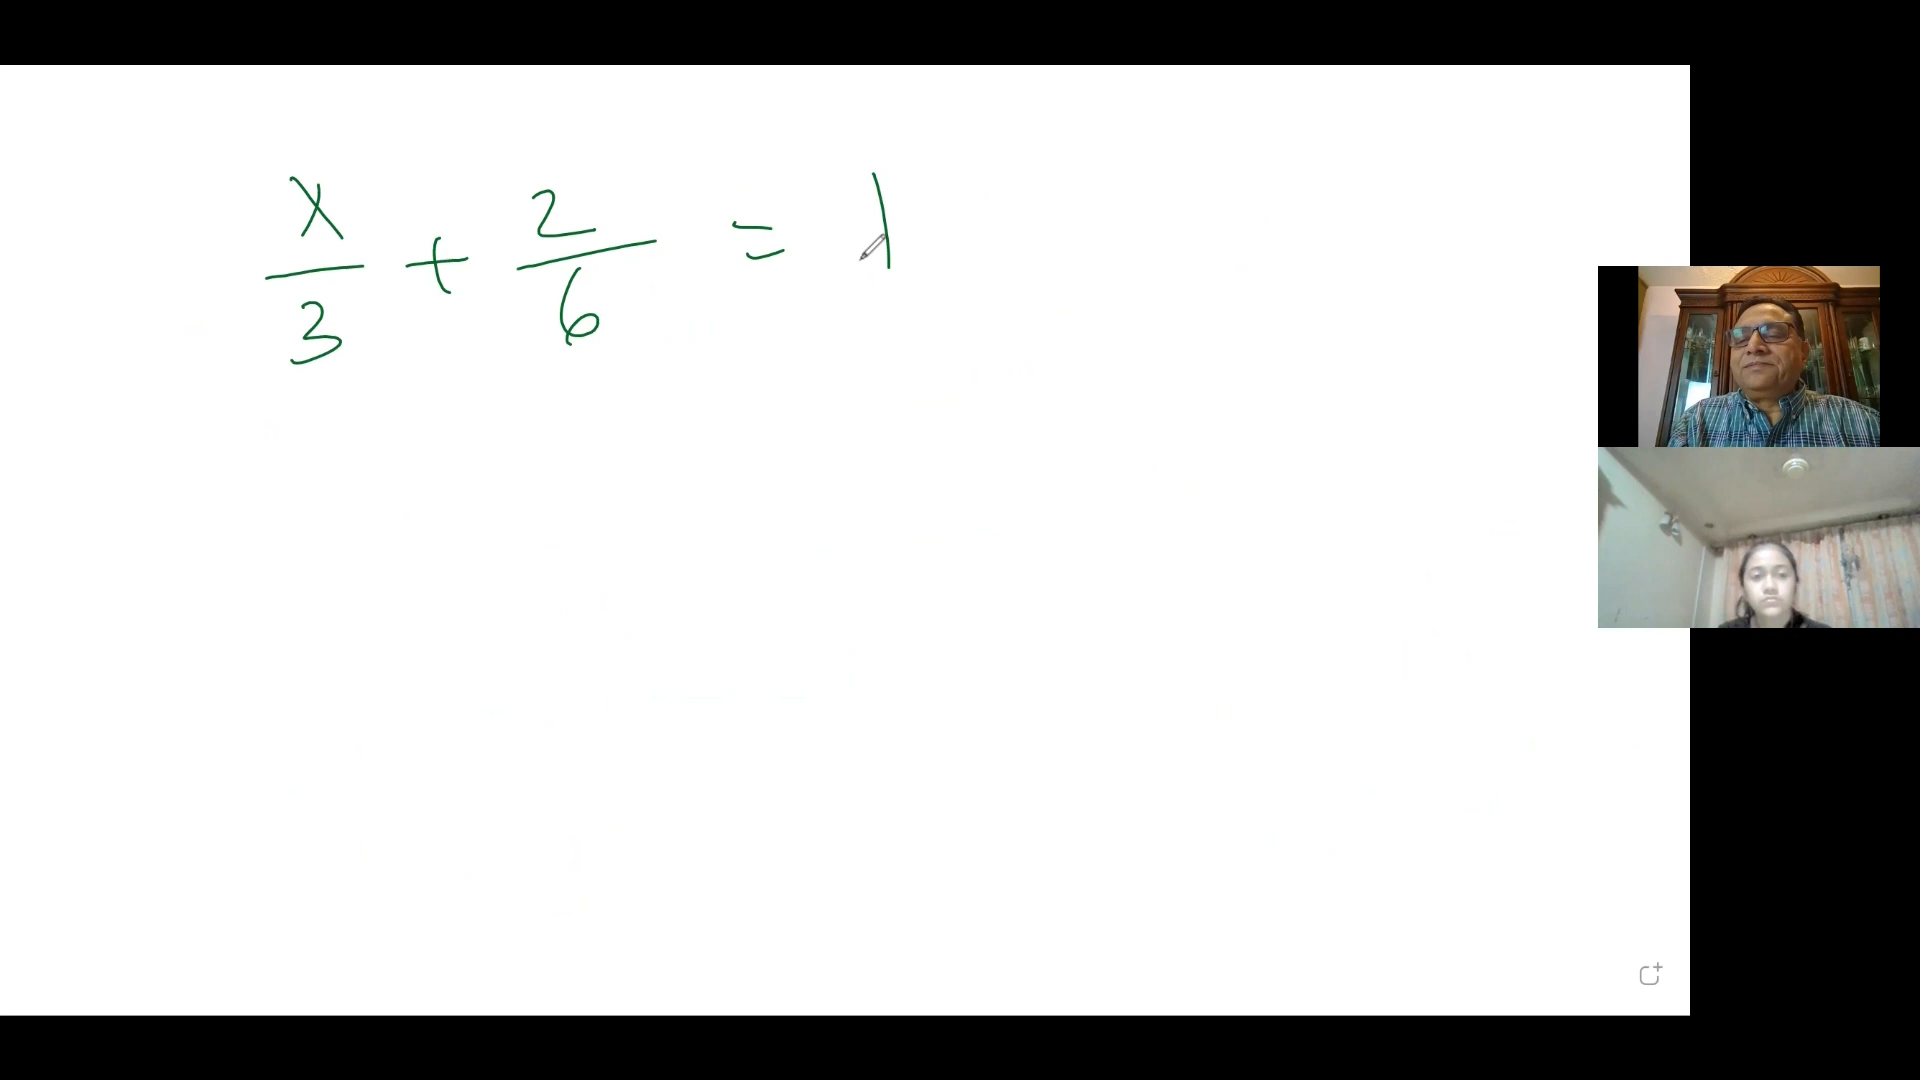 x/3 + 2/6 = 1